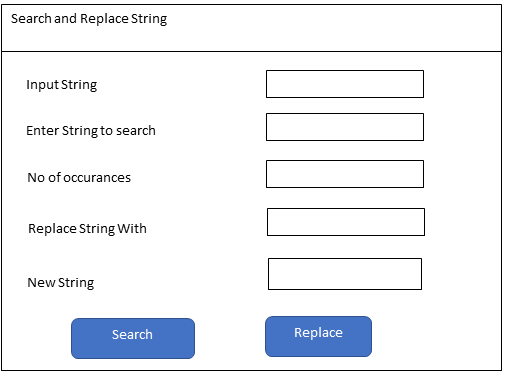 Search and Replace String
Input String
Enter String to search
No of occurances
Replace String With
New String
Search
Replace